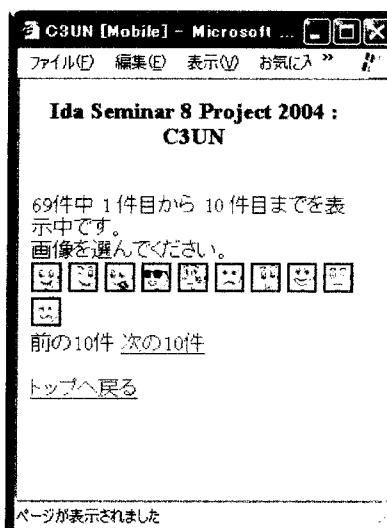 C3UN [Mobile] - Microsoft ...
ファイル(F) 編集(E) 表示(V) お気に入 »
Ida Seminar 8 Project 2004 :
C3UN
69件中 1 件目から 10 件目までを表
示中です。
画像を選んでください。
前の10件 次の10件
トップへ戻る
ページが表示されました